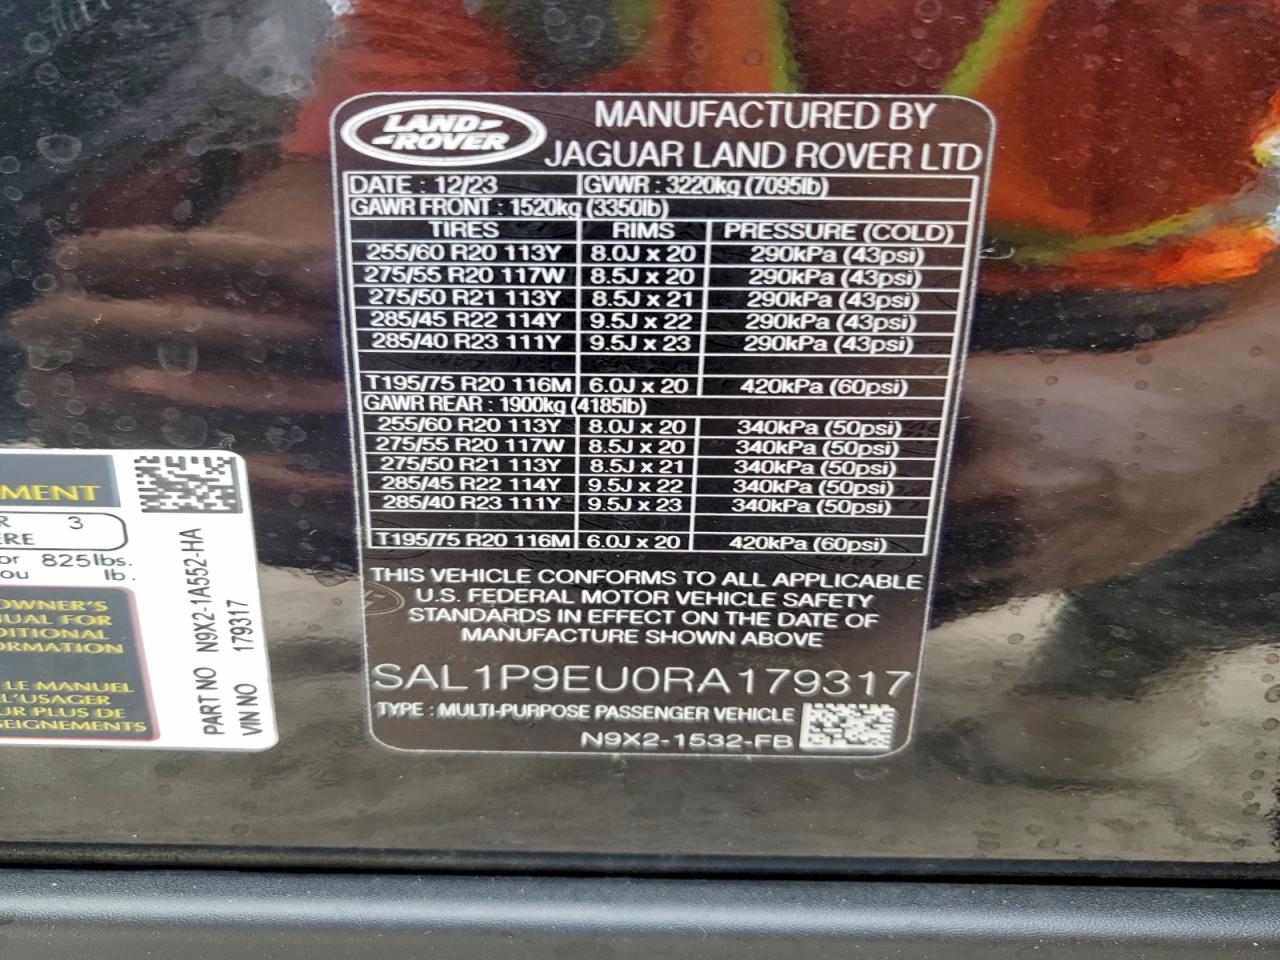 LAND-
-ROVER
MANUFACTURED BY
JAGUAR LAND ROVER LTD
DATE : 12/23 GVWR : 3220kg (7095lb)
GAWR FRONT : 1520kg (3350lb)
TIRES RIMS PRESSURE (COLD)
255/60 R20 113Y 8.0J x 20 290kPa (43psi)
275/55 R20 117W 8.5J x 20 290kPa (43psi)
275/50 R21 113Y 8.5J x 21 290kPa (43psi)
285/45 R22 114Y 9.5J x 22 290kPa (43psi)
285/40 R23 111Y 9.5J x 23 290kPa (43psi)
T195/75 R20 116M 6.0J x 20 420kPa (60psi)
GAWR REAR : 1900kg (4185lb)
255/60 R20 113Y 8.0J x 20 340kPa (50psi)
275/55 R20 117W 8.5J x 20 340kPa (50psi)
275/50 R21 113Y 8.5J x 21 340kPa (50psi)
285/45 R22 114Y 9.5J x 22 340kPa (50psi)
285/40 R23 111Y 9.5J x 23 340kPa (50psi)
T195/75 R20 116M 6.0J x 20 420kPa (60psi)
THIS VEHICLE CONFORMS TO ALL APPLICABLE
U.S. FEDERAL MOTOR VEHICLE SAFETY
STANDARDS IN EFFECT ON THE DATE OF
MANUFACTURE SHOWN ABOVE
SAL1P9EU0RA179317
TYPE : MULTI-PURPOSE PASSENGER VEHICLE
N9X2-1532-FB
MENT
R 3
ERE
or 825lbs.
ou lb.
OWNER'S
UAL FOR
DITIONAL
ORMATION
LE MANUEL
L'USAGER
UR PLUS DE
SEIGNEMENTS
PART NO N9X2-1A552-HA
VIN NO 179317